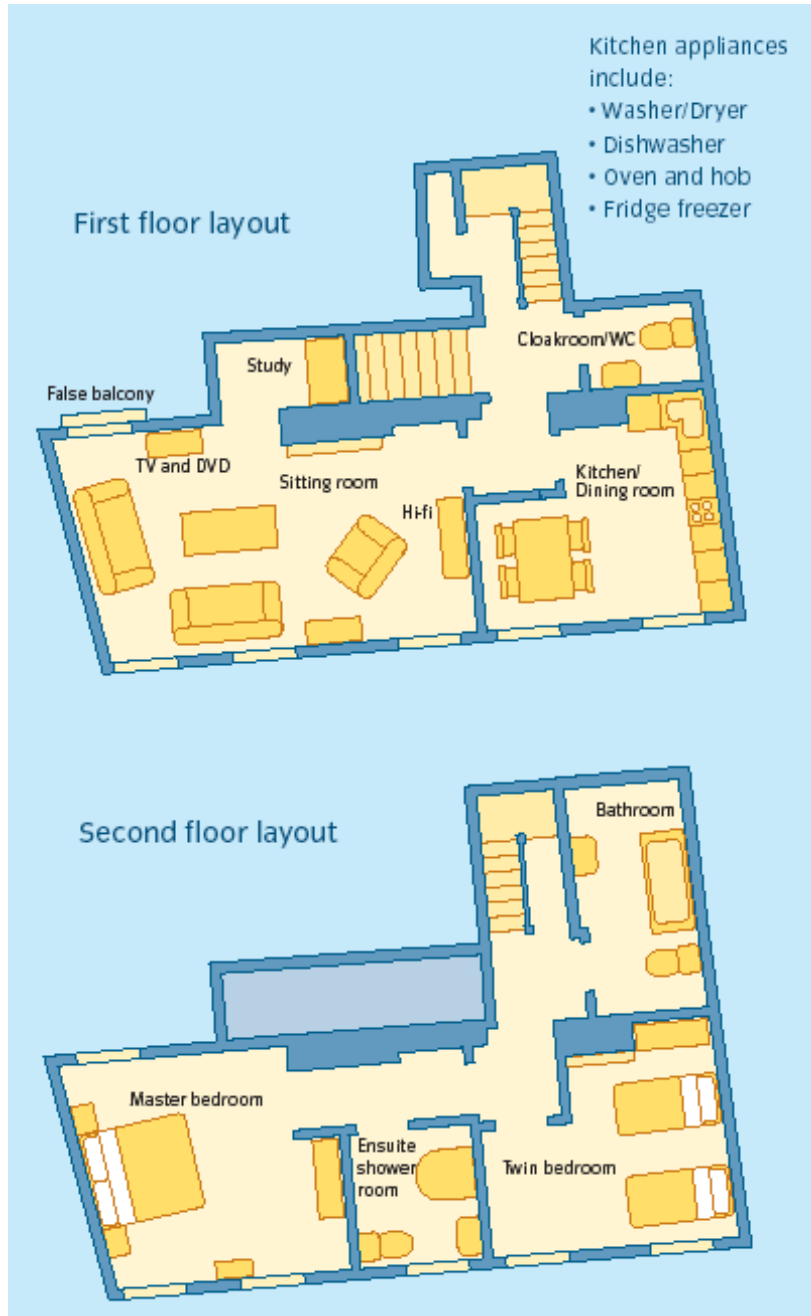 Kitchen appliances
include:
• Washer/Dryer
• Dishwasher
• Oven and hob
• Fridge freezer
First floor layout
Cloakroom/WC
Study
False balcony
TV and DVD
Sitting room
Kitchen/
Dining room
Hi-fi
Second floor layout
Bathroom
Master bedroom
Ensuite
shower
room
Twin bedroom